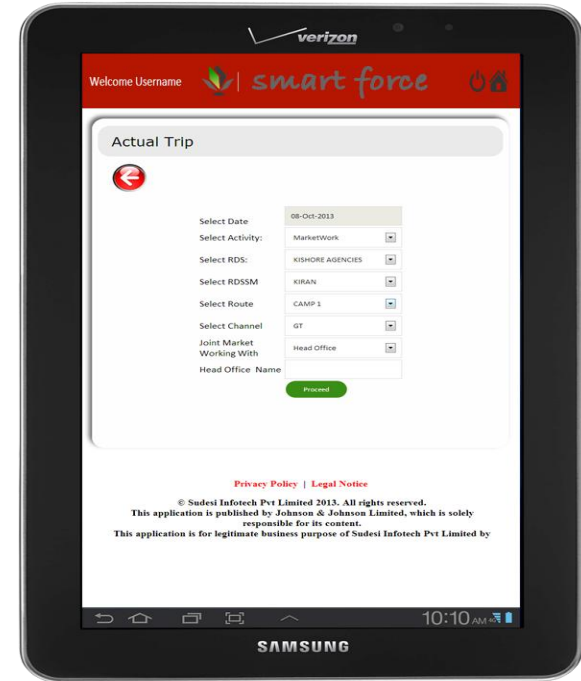 verizon
Welcome Username
smart force
Actual Trip
Select Date 08-Oct-2013
Select Activity: MarketWork
Select RDS: KISHORE AGENCIES
Select RDSSM KIRAN
Select Route CAMP 1
Select Channel GT
Joint Market
Working With Head Office
Head Office Name
Proceed
Privacy Policy | Legal Notice
© Sudesi Infotech Pvt Limited 2013. All rights reserved.
This application is published by Johnson & Johnson Limited, which is solely
responsible for its content.
This application is for legitimate business purpose of Sudesi Infotech Pvt Limited by
10:10 AM 4G
SAMSUNG